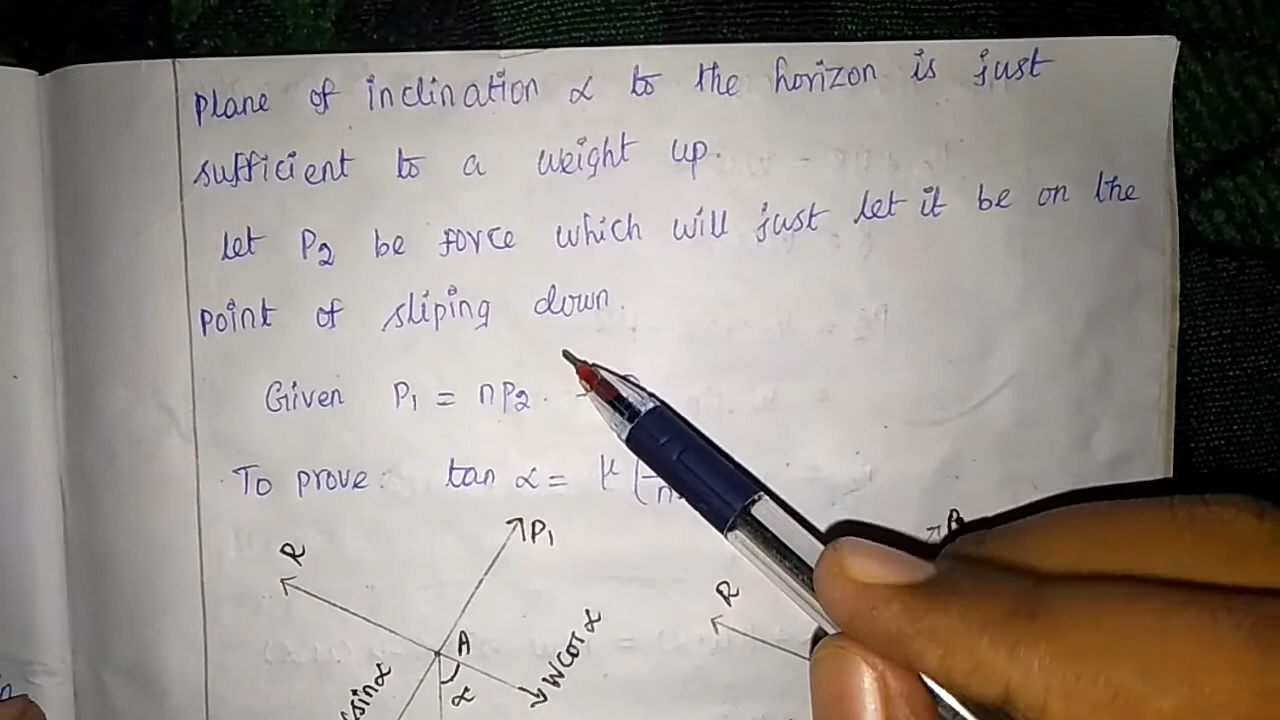 plane of inclination α to the horizon is just
sufficient to a weight up.
let P₂ be force which will just let it be on the
point of sliping down.
Given P₁ = nP₂.
To prove: tan α = μ (
P₁
R
A
α
W cos α
sin α
R